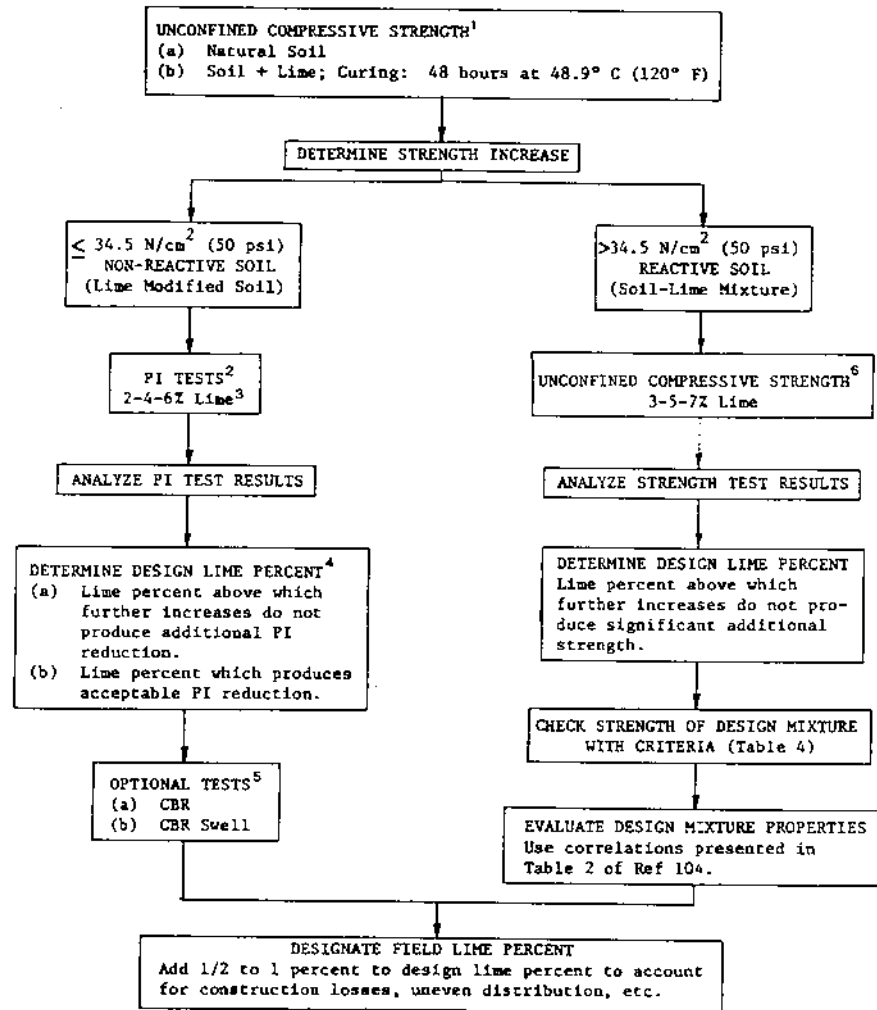 UNCONFINED COMPRESSIVE STRENGTH¹
(a) Natural Soil
(b) Soil + Lime; Curing: 48 hours at 48.9° C (120° F)
DETERMINE STRENGTH INCREASE
≤ 34.5 N/cm² (50 psi)
NON-REACTIVE SOIL
(Lime Modified Soil)
>34.5 N/cm² (50 psi)
REACTIVE SOIL
(Soil-Lime Mixture)
PI TESTS²
2-4-6% Lime³
UNCONFINED COMPRESSIVE STRENGTH⁶
3-5-7% Lime
ANALYZE PI TEST RESULTS
ANALYZE STRENGTH TEST RESULTS
DETERMINE DESIGN LIME PERCENT⁴
(a) Lime percent above which
further increases do not
produce additional PI
reduction.
(b) Lime percent which produces
acceptable PI reduction.
DETERMINE DESIGN LIME PERCENT
Lime percent above which
further increases do not pro-
duce significant additional
strength.
CHECK STRENGTH OF DESIGN MIXTURE
WITH CRITERIA (Table 4)
OPTIONAL TESTS⁵
(a) CBR
(b) CBR Swell
EVALUATE DESIGN MIXTURE PROPERTIES
Use correlations presented in
Table 2 of Ref 104.
DESIGNATE FIELD LIME PERCENT
Add 1/2 to 1 percent to design lime percent to account
for construction losses, uneven distribution, etc.